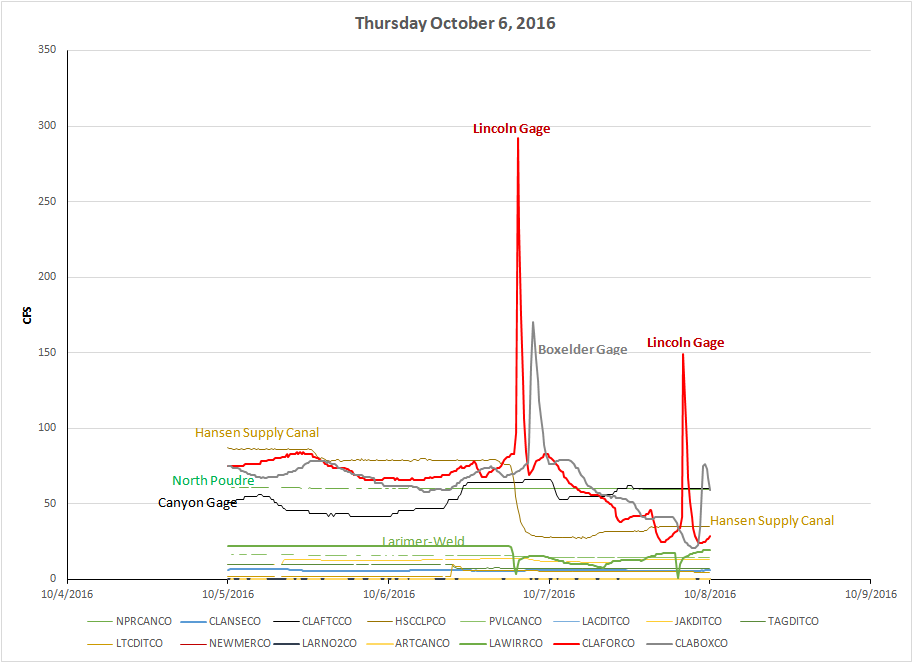 Thursday October 6, 2016
350
300
Lincoln Gage
250
200
CFS
150
Boxelder Gage
Lincoln Gage
100
Hansen Supply Canal
North Poudre
50
Canyon Gage
Hansen Supply Canal
Larimer-Weld
0
10/4/2016 10/5/2016 10/6/2016 10/7/2016 10/8/2016 10/9/2016
NPRCANCO CLANSECO CLAFTCCO HSCCLPCO PVLCANCO LACDITCO JAKDITCO TAGDITCO
LTCDITCO NEWMERCO LARNO2CO ARTCANCO LAWIRRCO CLAFORCO CLABOXCO